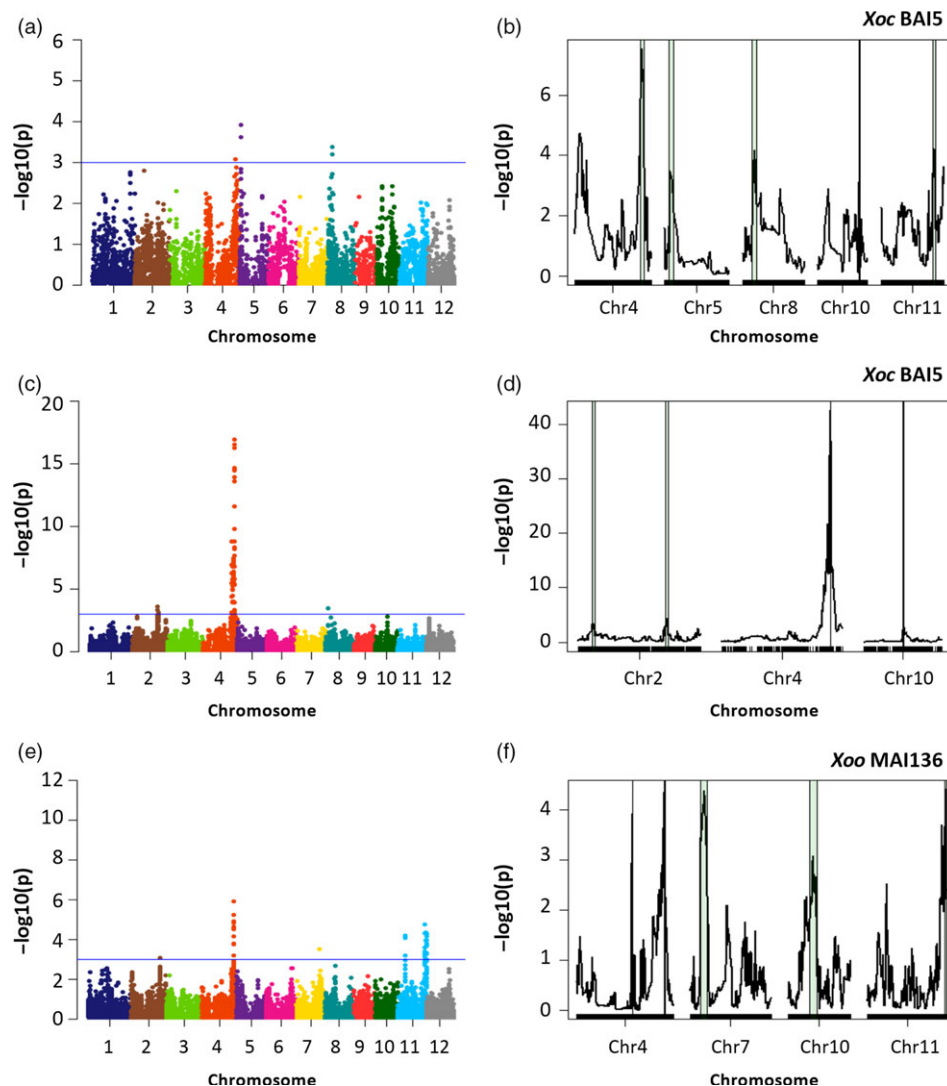 (a)
6
5
4
3
2
1
0
−log10(p)
1 2 3 4 5 6 7 8 9 10 11 12
Chromosome
Xoc BAI5
(b)
6
4
2
0
−log10(p)
Chr4 Chr5 Chr8 Chr10 Chr11
Chromosome
(c)
20
15
10
5
0
−log10(p)
1 2 3 4 5 6 7 8 9 10 11 12
Chromosome
Xoc BAI5
(d)
40
30
20
10
0
−log10(p)
Chr2 Chr4 Chr10
Chromosome
(e)
12
10
8
6
4
2
0
−log10(p)
1 2 3 4 5 6 7 8 9 10 11 12
Chromosome
Xoo MAI136
(f)
4
3
2
1
0
−log10(p)
Chr4 Chr7 Chr10 Chr11
Chromosome